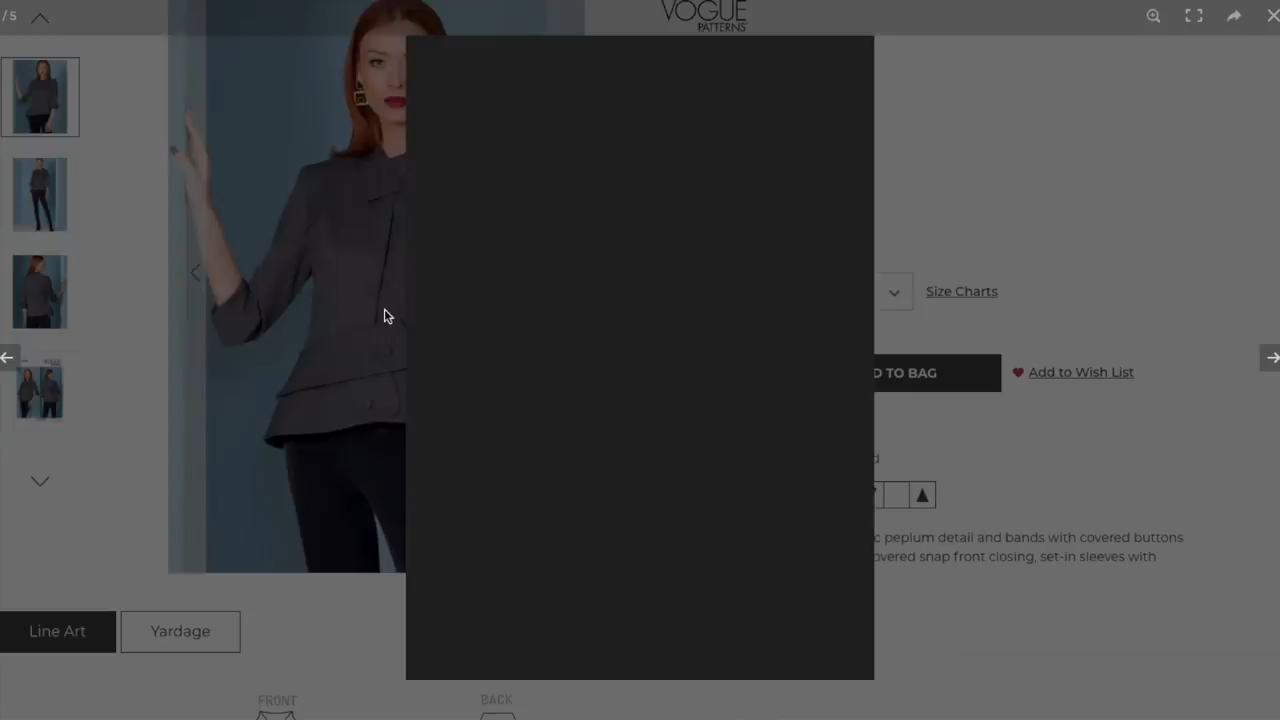 / 5
VOGUE
PATTERNS
Size Charts
D TO BAG
Add to Wish List
d
c peplum detail and bands with covered buttons
overed snap front closing, set-in sleeves with
Line Art
Yardage
FRONT
BACK